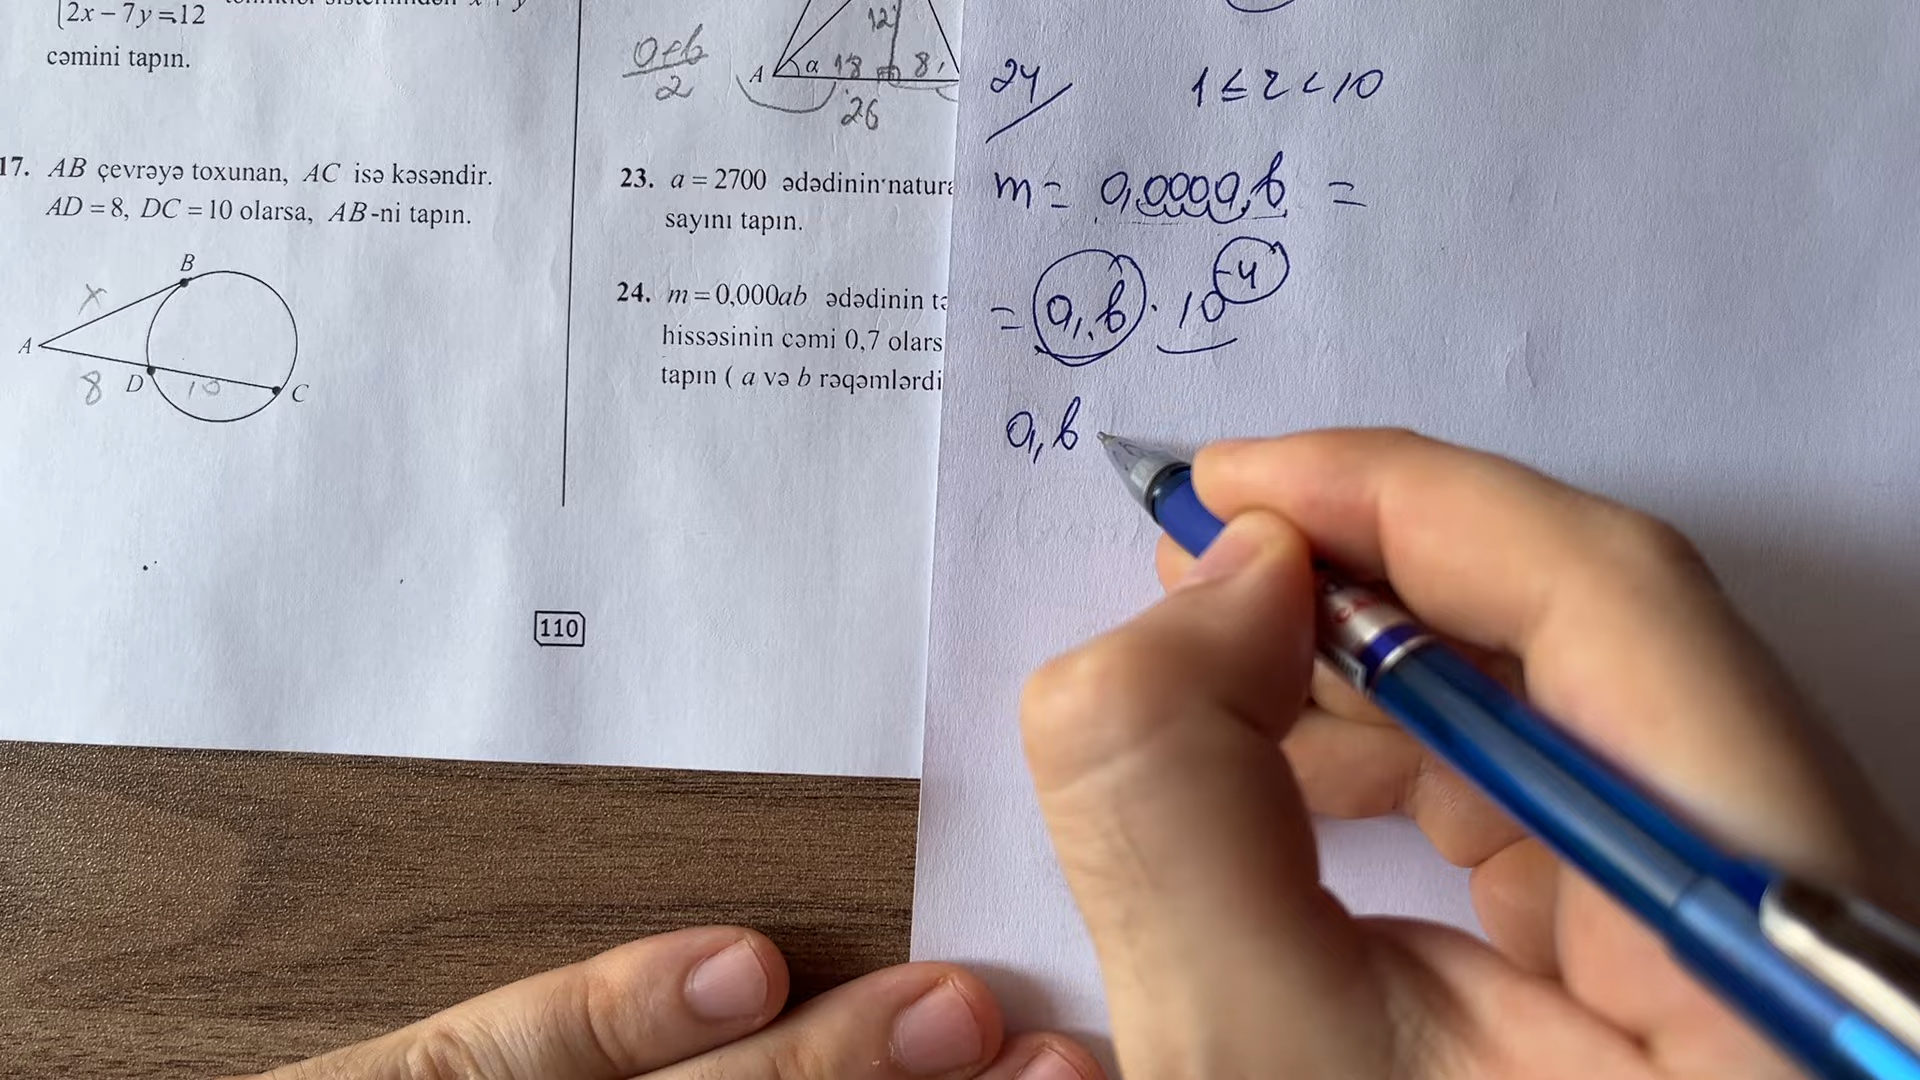 2x − 7y = 12
cəmini tapın.
17. AB çevrəyə toxunan, AC isə kəsəndir.
AD = 8, DC = 10 olarsa, AB-ni tapın.
B
x
A
8
D
10
C
a+b
2
12
A α 18 8
26
23. a = 2700 ədədinin natura
sayını tapın.
24. m = 0,000ab ədədinin tə
hissəsinin cəmi 0,7 olars
tapın ( a və b rəqəmlərdi
110
24/ 1 ≤ z < 10
m = 0,000a,b =
= a,b · 10⁻⁴
a,b